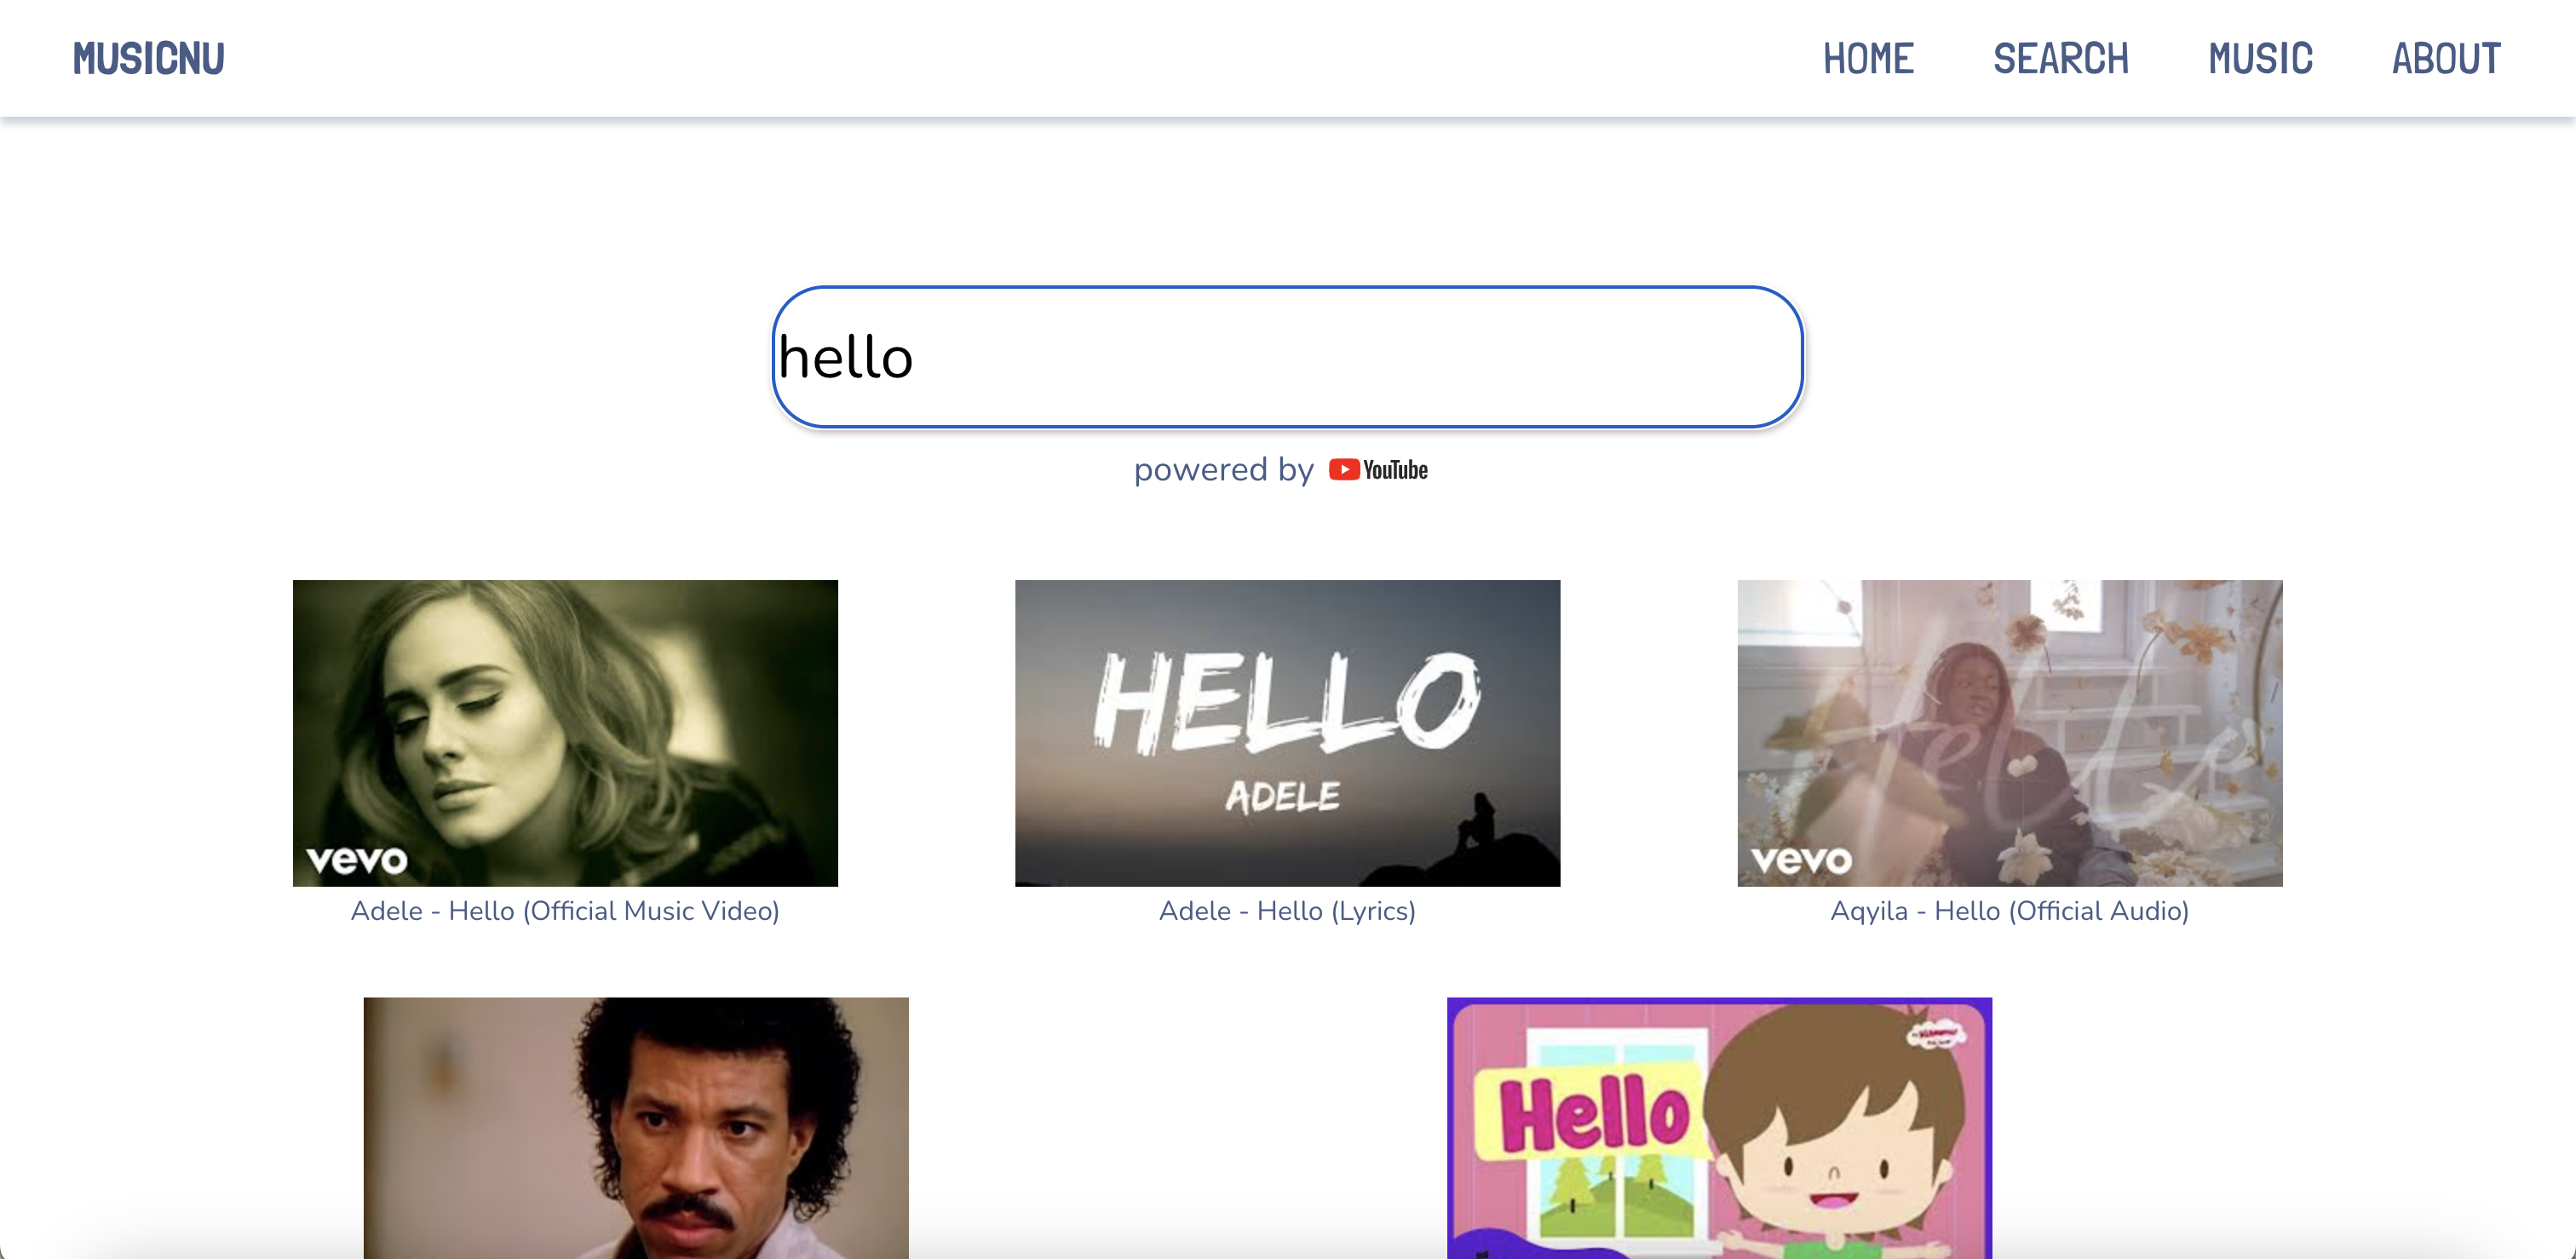 MUSICNU
HOME SEARCH MUSIC ABOUT
hello
powered by YouTube
vevo
HELLO
ADELE
Hello
vevo
Adele - Hello (Official Music Video)
Adele - Hello (Lyrics)
Aqyila - Hello (Official Audio)
Hello